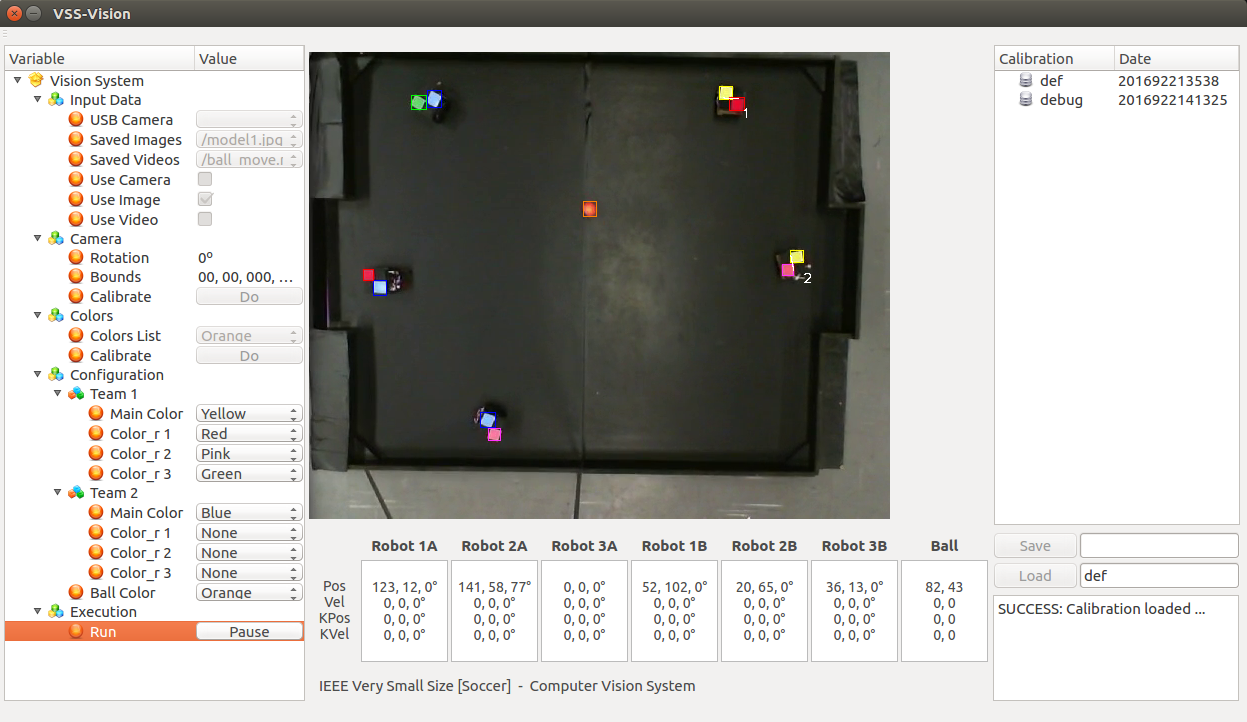 VSS-Vision
Variable Value
Vision System
Input Data
USB Camera
Saved Images /model1.jpg
Saved Videos /ball_move.r
Use Camera
Use Image
Use Video
Camera
Rotation 0º
Bounds 00, 00, 000, ...
Calibrate Do
Colors
Colors List Orange
Calibrate Do
Configuration
Team 1
Main Color Yellow
Color_r 1 Red
Color_r 2 Pink
Color_r 3 Green
Team 2
Main Color Blue
Color_r 1 None
Color_r 2 None
Color_r 3 None
Ball Color Orange
Execution
Run Pause
1
2
Robot 1A Robot 2A Robot 3A Robot 1B Robot 2B Robot 3B Ball
Pos 123, 12, 0° 141, 58, 77° 0, 0, 0° 52, 102, 0° 20, 65, 0° 36, 13, 0° 82, 43
Vel 0, 0, 0° 0, 0, 0° 0, 0, 0° 0, 0, 0° 0, 0, 0° 0, 0, 0° 0, 0
KPos 0, 0, 0° 0, 0, 0° 0, 0, 0° 0, 0, 0° 0, 0, 0° 0, 0, 0° 0, 0
KVel 0, 0, 0° 0, 0, 0° 0, 0, 0° 0, 0, 0° 0, 0, 0° 0, 0, 0° 0, 0
IEEE Very Small Size [Soccer] - Computer Vision System
Calibration Date
def 201692213538
debug 2016922141325
Save
Load def
SUCCESS: Calibration loaded ...